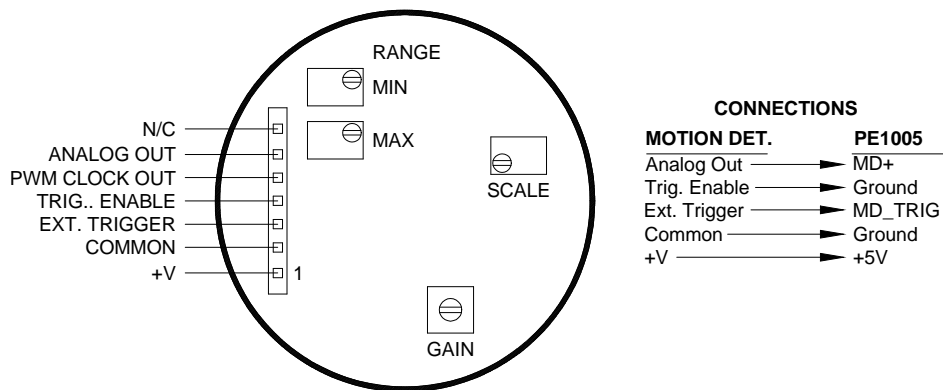 RANGE
MIN
MAX
SCALE
GAIN
N/C
ANALOG OUT
PWM CLOCK OUT
TRIG.. ENABLE
EXT. TRIGGER
COMMON
+V
1
CONNECTIONS
MOTION DET. PE1005
Analog Out MD+
Trig. Enable Ground
Ext. Trigger MD_TRIG
Common Ground
+V +5V